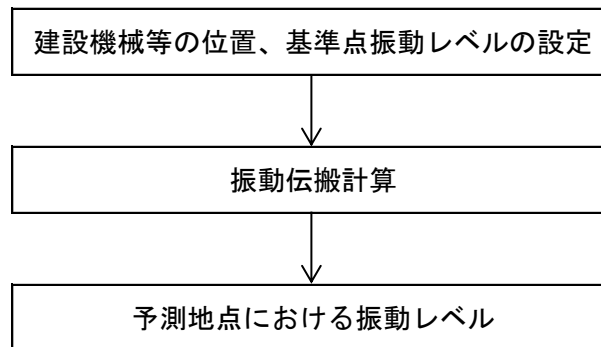 建設機械等の位置、基準点振動レベルの設定
振動伝搬計算
予測地点における振動レベル